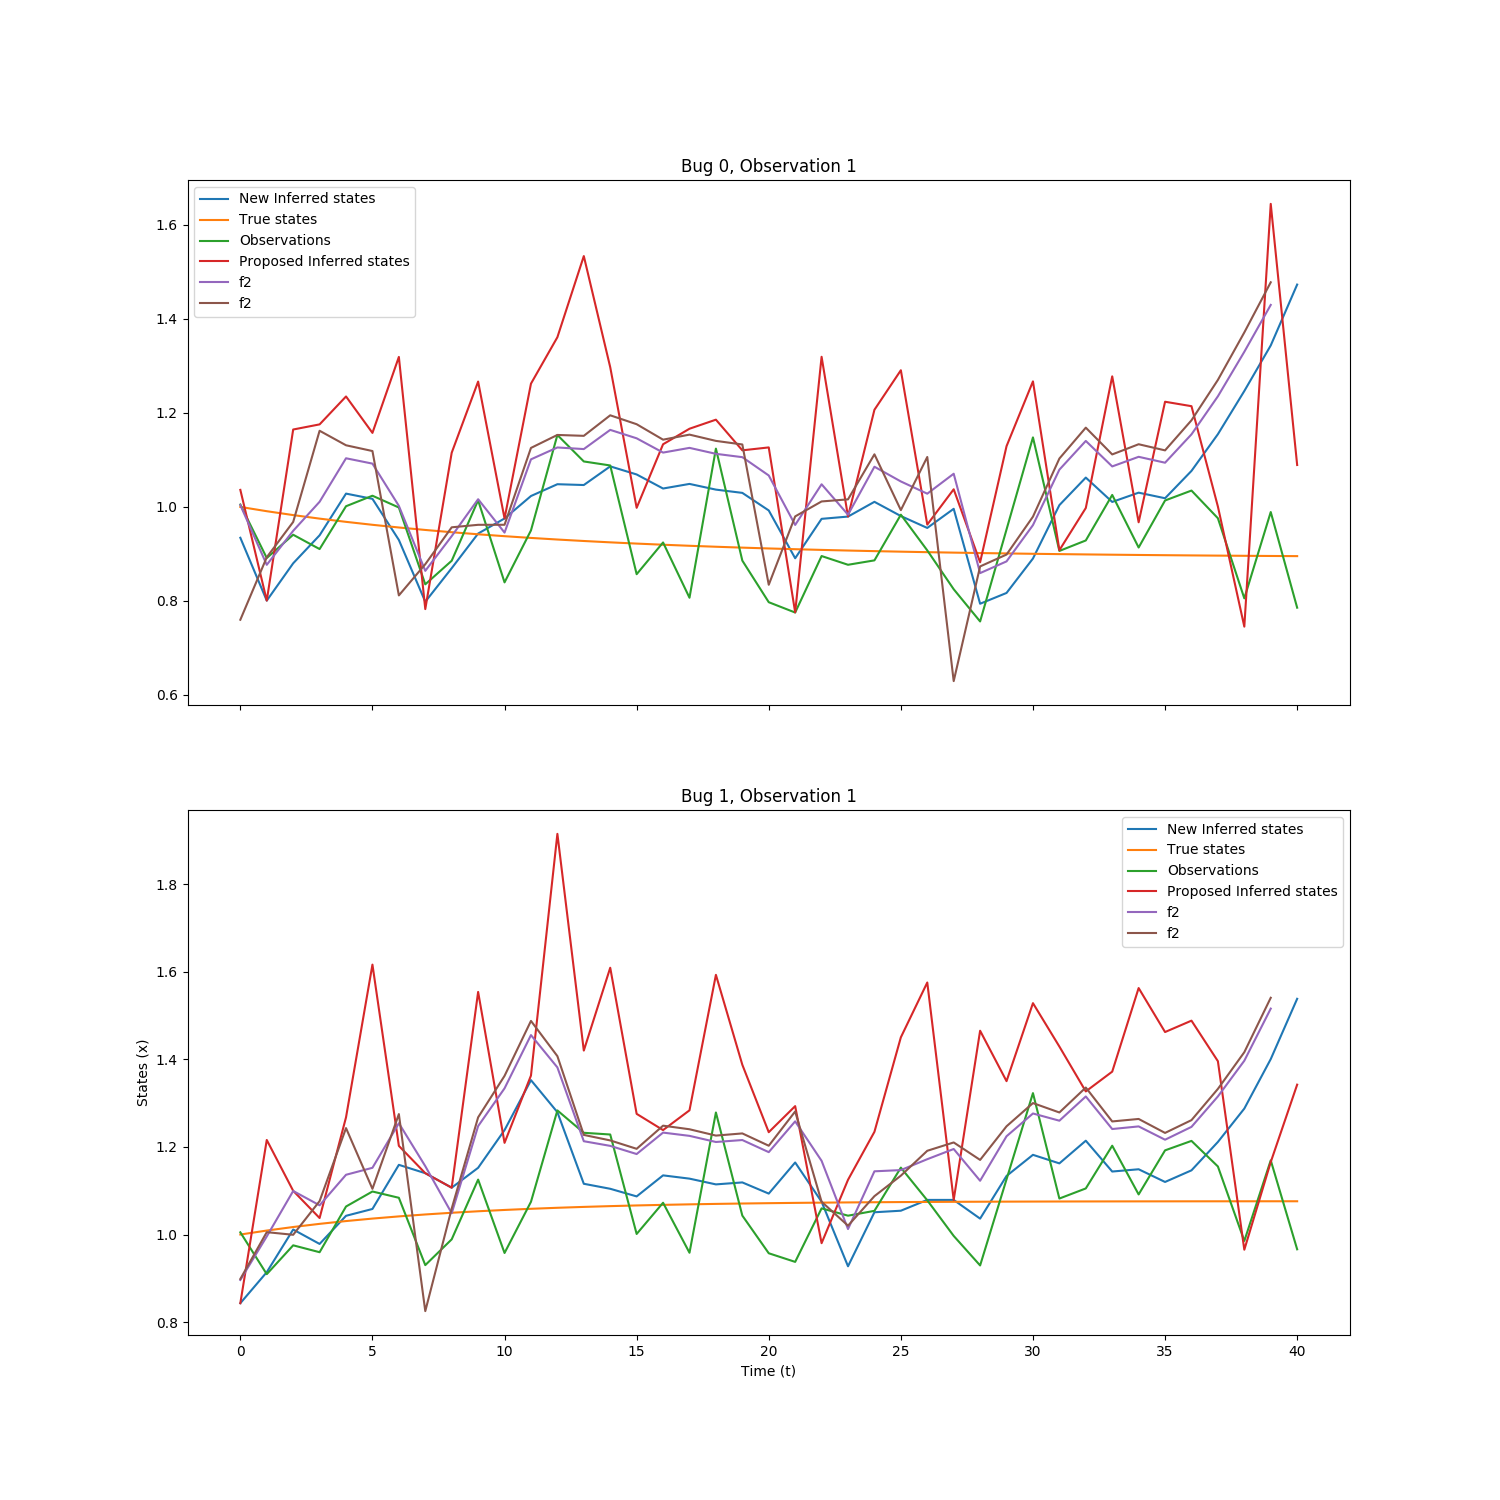 Bug 0, Observation 1
New Inferred states
True states
Observations
Proposed Inferred states
f2
f2
1.6
1.4
1.2
1.0
0.8
0.6
Bug 1, Observation 1
New Inferred states
True states
Observations
Proposed Inferred states
f2
f2
1.8
1.6
1.4
1.2
1.0
0.8
States (x)
0 5 10 15 20 25 30 35 40
Time (t)